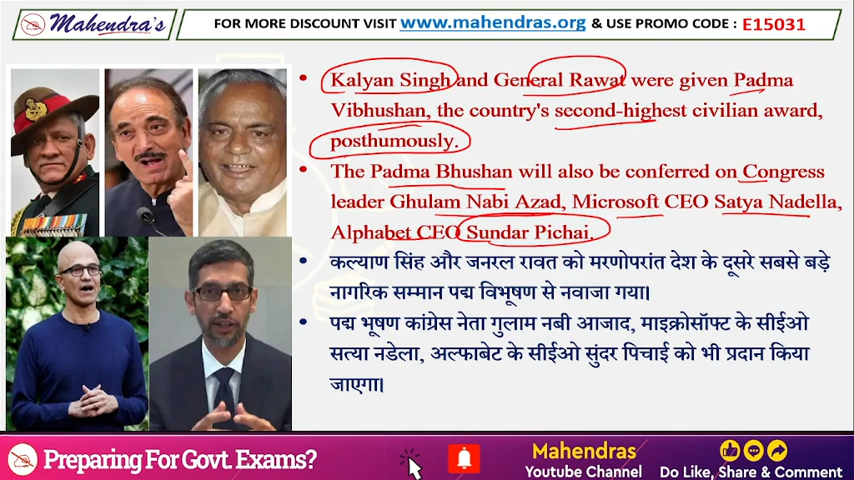 Mahendra's
FOR MORE DISCOUNT VISIT www.mahendras.org & USE PROMO CODE : E15031
• Kalyan Singh and General Rawat were given Padma
Vibhushan, the country's second-highest civilian award,
posthumously.
• The Padma Bhushan will also be conferred on Congress
leader Ghulam Nabi Azad, Microsoft CEO Satya Nadella,
Alphabet CEO Sundar Pichai.
• कल्याण सिंह और जनरल रावत को मरणोपरांत देश के दूसरे सबसे बड़े
नागरिक सम्मान पद्म विभूषण से नवाजा गया।
• पद्म भूषण कांग्रेस नेता गुलाम नबी आजाद, माइक्रोसॉफ्ट के सीईओ
सत्या नडेला, अल्फाबेट के सीईओ सुंदर पिचाई को भी प्रदान किया
जाएगा।
Preparing For Govt. Exams?
Mahendras
Youtube Channel
Do Like, Share & Comment